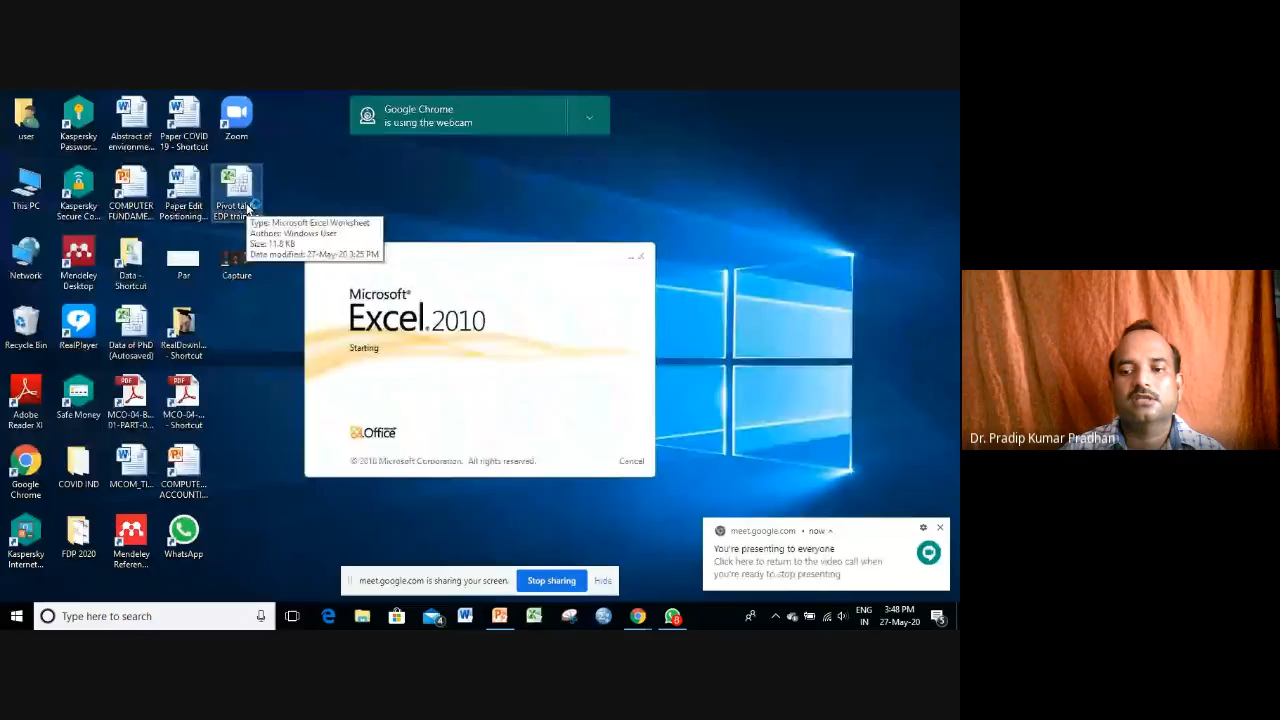 Google Chrome
is using the webcam
user
Kaspersky
Passwor...
Abstract of
environme...
Paper COVID
19 - Shortcut
Zoom
This PC
Kaspersky
Secure Co...
COMPUTER
FUNDAME...
Paper Edit
Positioning...
Pivot
EDP
Type: Microsoft Excel Worksheet
Authors: Windows User
Size: 11.8 KB
Date modified: 27-May-20 3:25 PM
Network
Mendeley
Desktop
Data -
Shortcut
Par
Capture
Microsoft®
Excel® 2010
Starting
Office
© 2010 Microsoft Corporation. All rights reserved.
Cancel
Recycle Bin
RealPlayer
Data of PhD
(Autosaved)
RealDownl...
- Shortcut
Adobe
Reader XI
Safe Money
PDF
MCO-04-B...
01-PART-0...
PDF
MCO-04-...
- Shortcut
Google
Chrome
COVID IND
MCOM_TI...
COMPUTE...
ACCOUNTI...
Kaspersky
Internet...
FDP 2020
Mendeley
Referen...
WhatsApp
meet.google.com • now
You're presenting to everyone
Click here to return to the video call when
you're ready to stop presenting
meet.google.com is sharing your screen.
Stop sharing
Hide
Type here to search
4
8
ENG
IN
3:48 PM
27-May-20
5
Dr. Pradip Kumar Pradhan